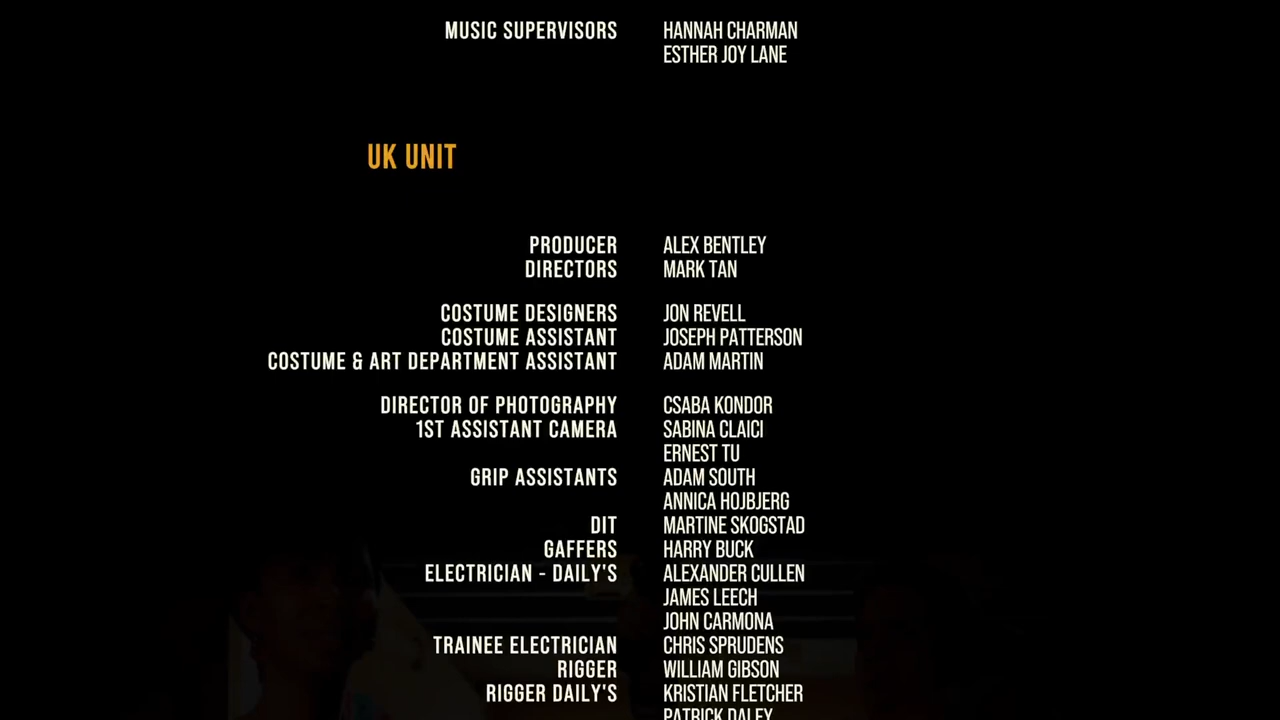 MUSIC SUPERVISORS HANNAH CHARMAN
ESTHER JOY LANE
UK UNIT
PRODUCER ALEX BENTLEY
DIRECTORS MARK TAN
COSTUME DESIGNERS JON REVELL
COSTUME ASSISTANT JOSEPH PATTERSON
COSTUME & ART DEPARTMENT ASSISTANT ADAM MARTIN
DIRECTOR OF PHOTOGRAPHY CSABA KONDOR
1ST ASSISTANT CAMERA SABINA CLAICI
ERNEST TU
GRIP ASSISTANTS ADAM SOUTH
ANNICA HOJBJERG
DIT MARTINE SKOGSTAD
GAFFERS HARRY BUCK
ELECTRICIAN - DAILY'S ALEXANDER CULLEN
JAMES LEECH
JOHN CARMONA
TRAINEE ELECTRICIAN CHRIS SPRUDENS
RIGGER WILLIAM GIBSON
RIGGER DAILY'S KRISTIAN FLETCHER
PATRICK DALEY